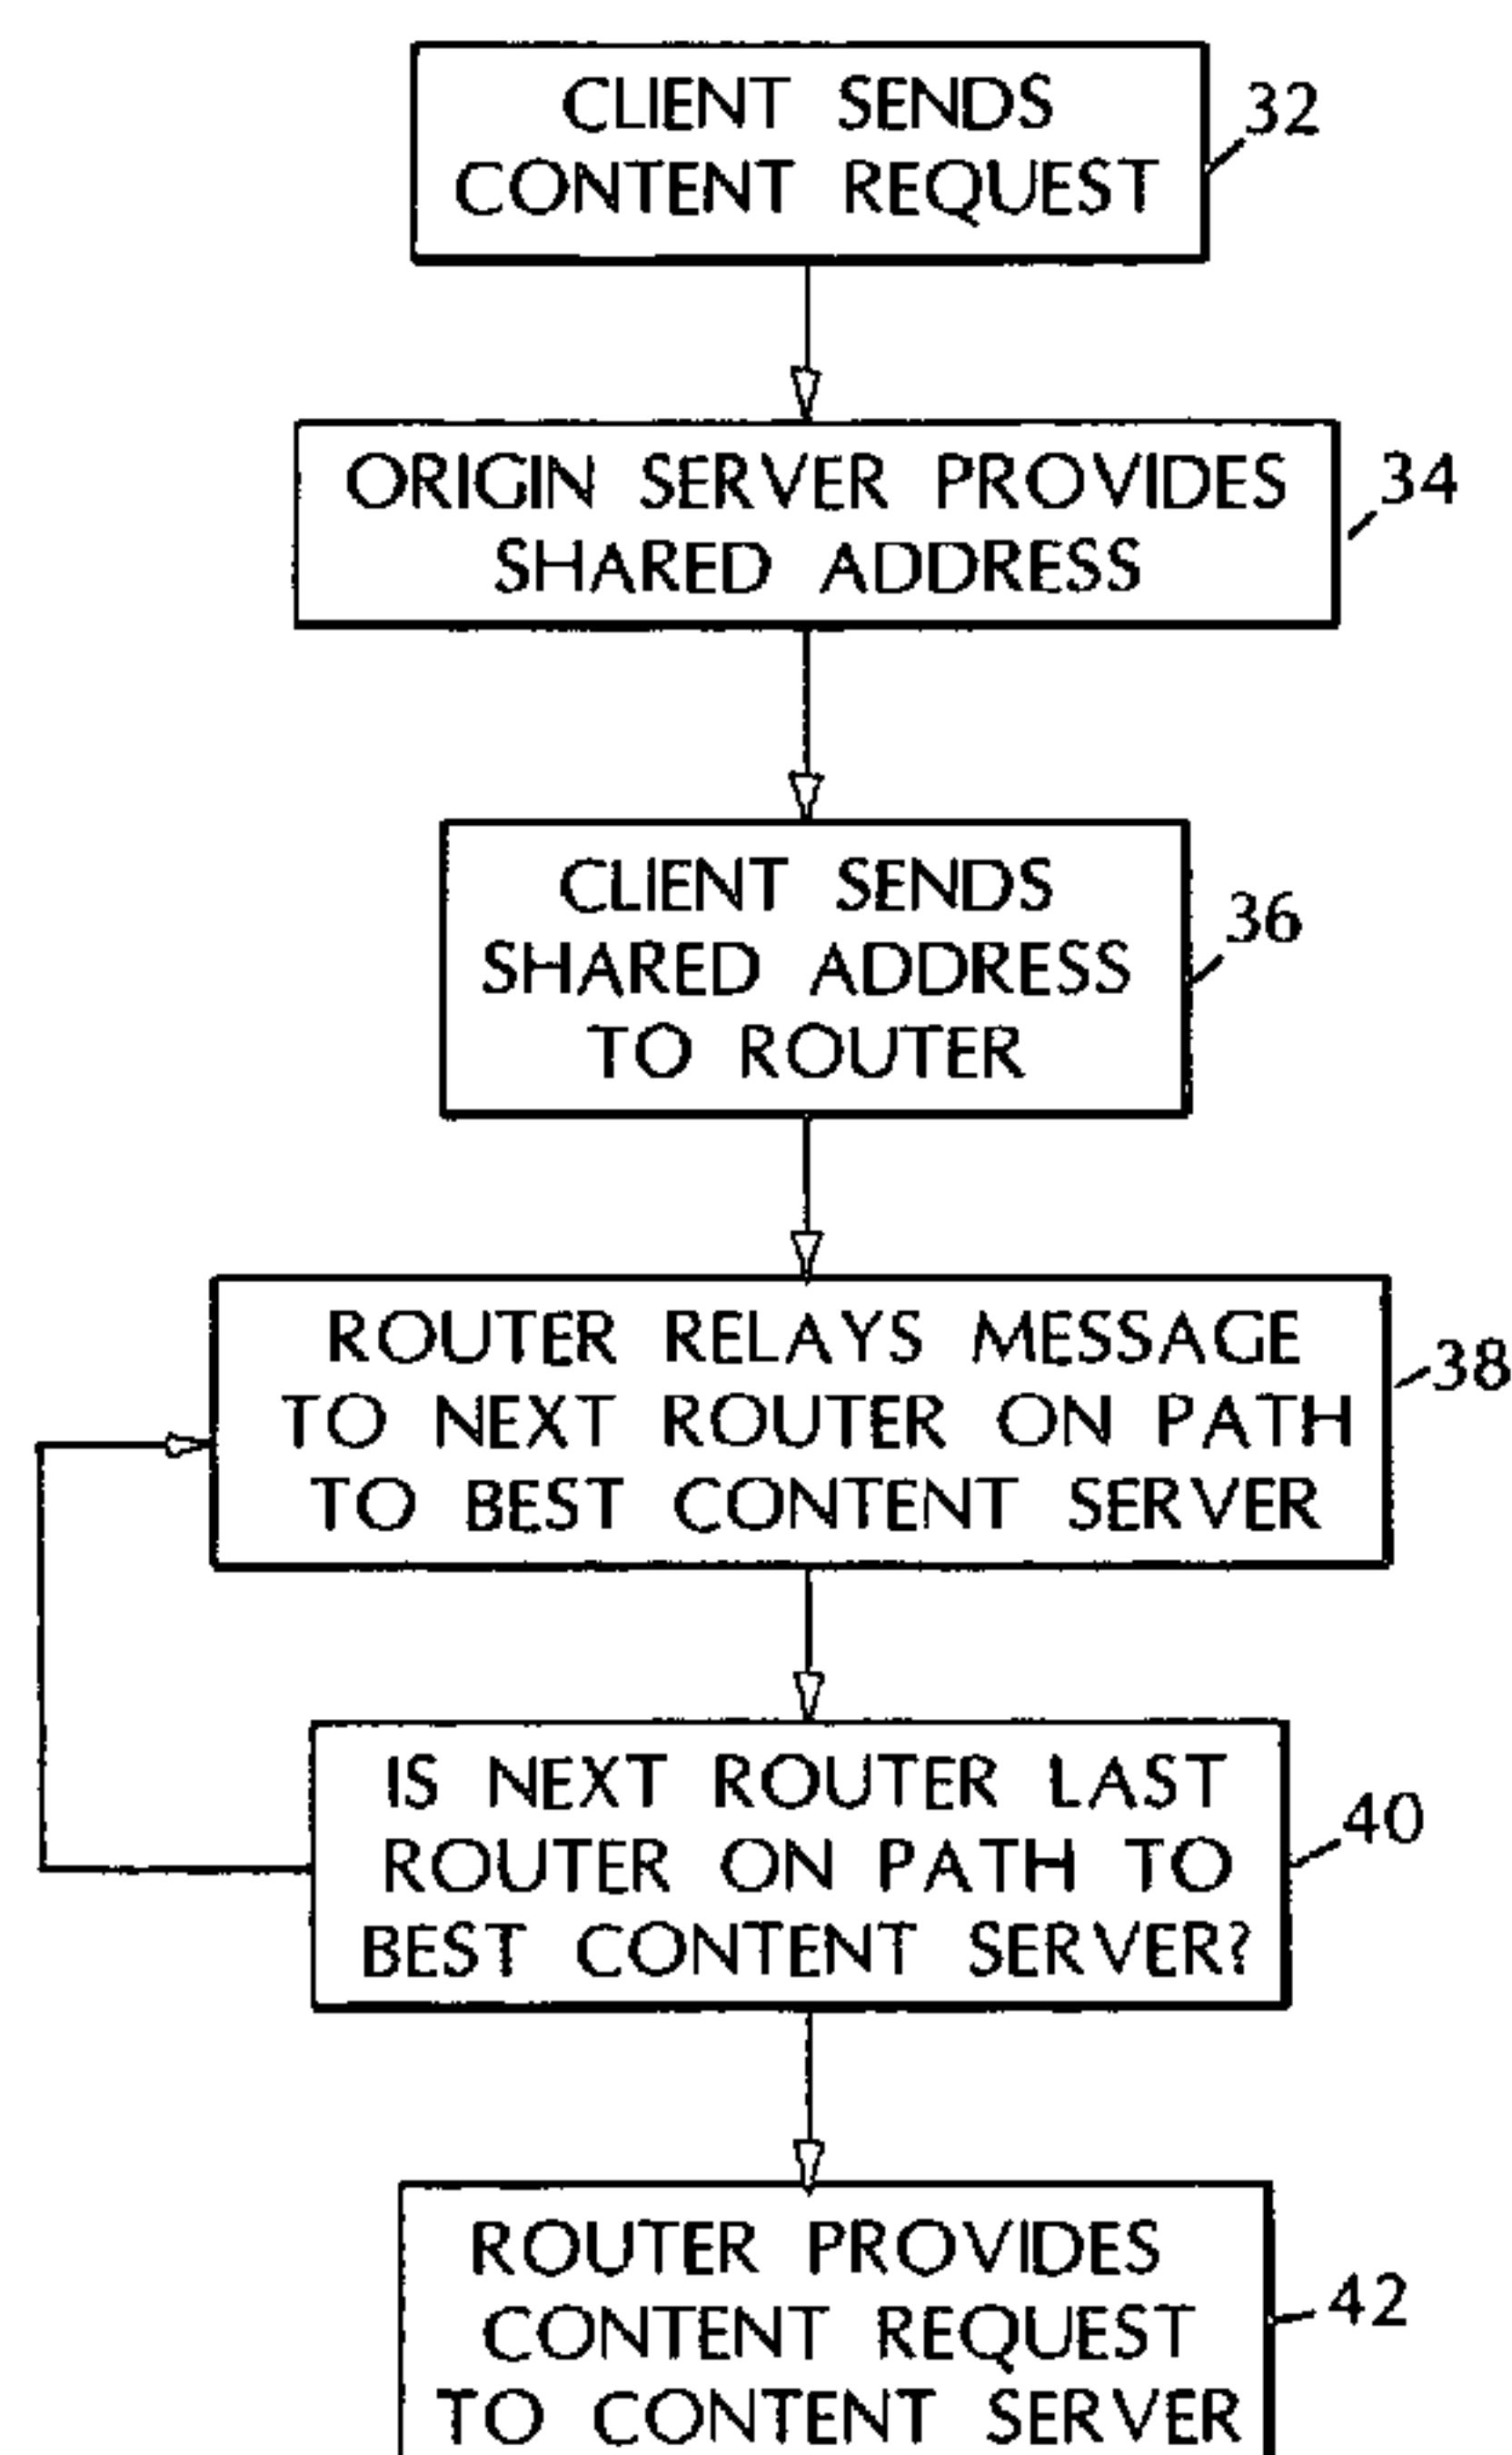 CLIENT SENDS
CONTENT REQUEST
32
ORIGIN SERVER PROVIDES
SHARED ADDRESS
34
CLIENT SENDS
SHARED ADDRESS
TO ROUTER
36
ROUTER RELAYS MESSAGE
TO NEXT ROUTER ON PATH
TO BEST CONTENT SERVER
38
IS NEXT ROUTER LAST
ROUTER ON PATH TO
BEST CONTENT SERVER?
40
ROUTER PROVIDES
CONTENT REQUEST
TO CONTENT SERVER
42